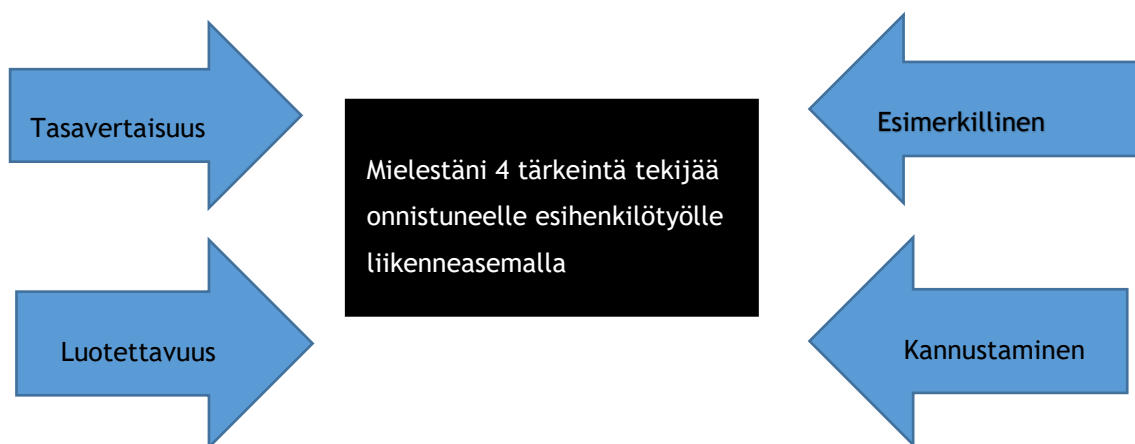 Tasavertaisuus
Luotettavuus
Mielestäni 4 tärkeintä tekijää
onnistuneelle esihenkilötyölle
liikenneasemalla
Esimerkillinen
Kannustaminen